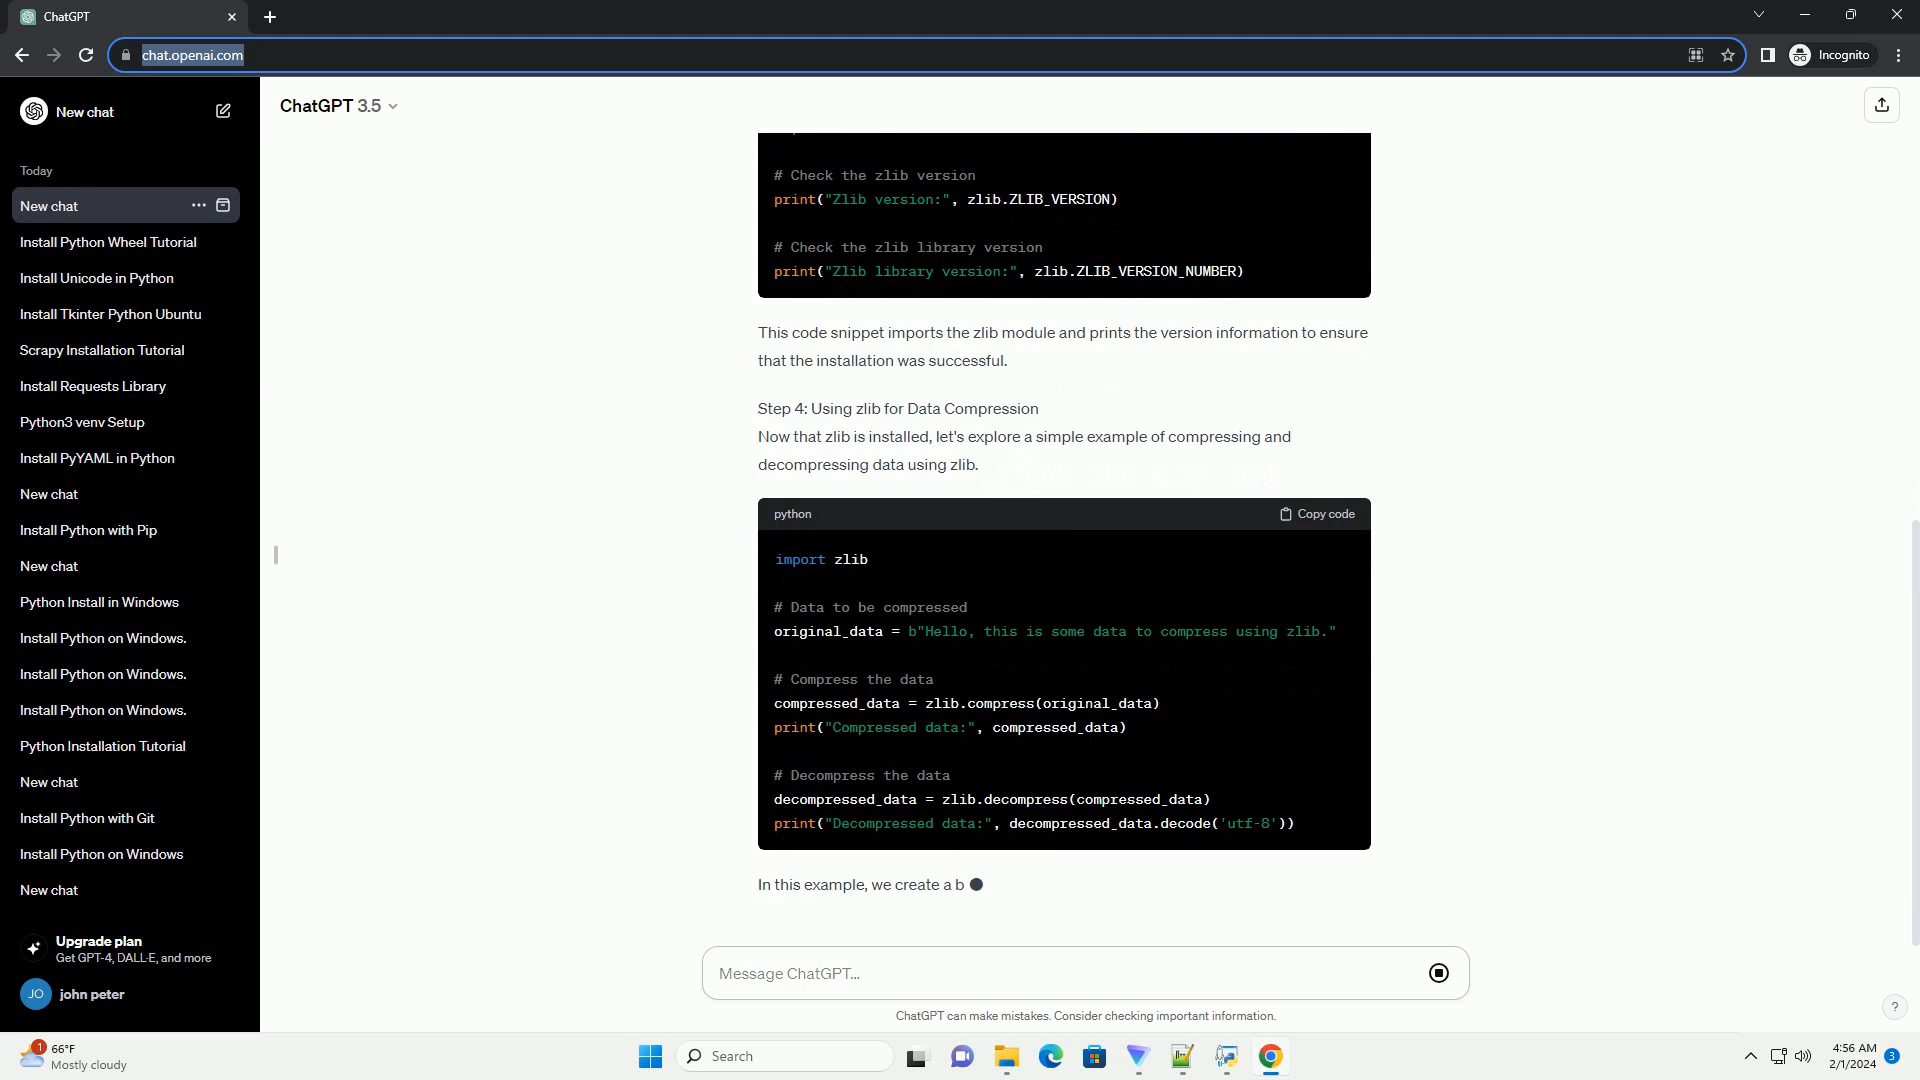 ChatGPT
chat.openai.com
Incognito
New chat
ChatGPT 3.5
Today
New chat
Install Python Wheel Tutorial
Install Unicode in Python
Install Tkinter Python Ubuntu
Scrapy Installation Tutorial
Install Requests Library
Python3 venv Setup
Install PyYAML in Python
New chat
Install Python with Pip
New chat
Python Install in Windows
Install Python on Windows.
Install Python on Windows.
Install Python on Windows.
Python Installation Tutorial
New chat
Install Python with Git
Install Python on Windows
New chat
Upgrade plan
Get GPT-4, DALL·E, and more
JO john peter
# Check the zlib version
print("Zlib version:", zlib.ZLIB_VERSION)
# Check the zlib library version
print("Zlib library version:", zlib.ZLIB_VERSION_NUMBER)
This code snippet imports the zlib module and prints the version information to ensure
that the installation was successful.
Step 4: Using zlib for Data Compression
Now that zlib is installed, let's explore a simple example of compressing and
decompressing data using zlib.
python Copy code
import zlib
# Data to be compressed
original_data = b"Hello, this is some data to compress using zlib."
# Compress the data
compressed_data = zlib.compress(original_data)
print("Compressed data:", compressed_data)
# Decompress the data
decompressed_data = zlib.decompress(compressed_data)
print("Decompressed data:", decompressed_data.decode('utf-8'))
In this example, we create a b
Message ChatGPT...
ChatGPT can make mistakes. Consider checking important information.
?
1
66°F
Mostly cloudy
Search
4:56 AM
2/1/2024
3